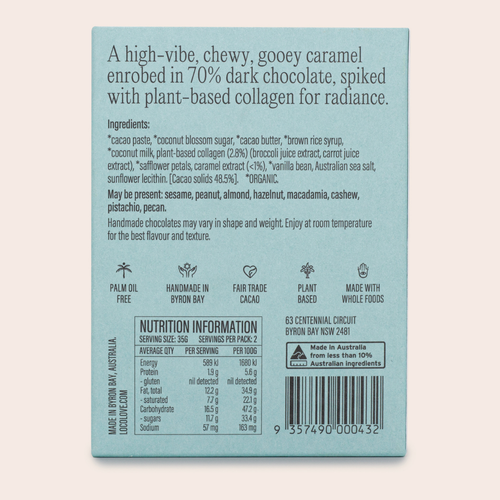 A high-vibe, chewy, gooey caramel
enrobed in 70% dark chocolate, spiked
with plant-based collagen for radiance.
Ingredients:
*cacao paste, *coconut blossom sugar, *cacao butter, *brown rice syrup,
*coconut milk, plant-based collagen (2.8%) (broccoli juice extract, carrot juice
extract), *safflower petals, caramel extract (<1%), *vanilla bean, Australian sea salt,
sunflower lecithin. [Cacao solids 48.5%]. *ORGANIC.
May be present: sesame, peanut, almond, hazelnut, macadamia, cashew,
pistachio, pecan.
Handmade chocolates may vary in shape and weight. Enjoy at room temperature
for the best flavour and texture.
PALM OIL
FREE
HANDMADE IN
BYRON BAY
FAIR TRADE
CACAO
PLANT
BASED
MADE WITH
WHOLE FOODS
MADE IN BYRON BAY, AUSTRALIA.
LOCOLOVE.COM
NUTRITION INFORMATION
SERVING SIZE: 35G SERVINGS PER PACK: 2
AVERAGE QTY PER SERVING PER 100G
Energy 589 kl 1680 kl
Protein 1.9 g 5.6 g
- gluten nil detected nil detected
Fat, total 12.2 g 34.9 g
- saturated 7.7 g 22.1 g
Carbohydrate 16.5 g 47.2 g
- sugars 11.7 g 33.4 g
Sodium 57 mg 163 mg
63 CENTENNIAL CIRCUIT
BYRON BAY NSW 2481
Made in Australia
from less than 10%
Australian ingredients
9 357490 000432